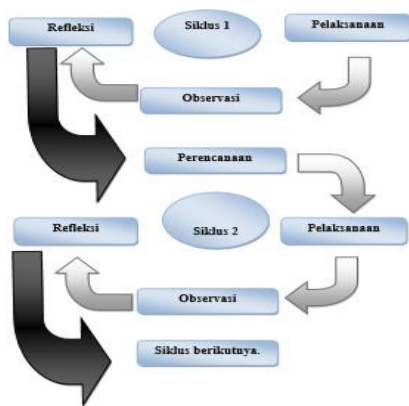 Refleksi
Siklus 1
Pelaksanaan
Observasi
Perencanaan
Refleksi
Siklus 2
Pelaksanaan
Observasi
Siklus berikutnya.